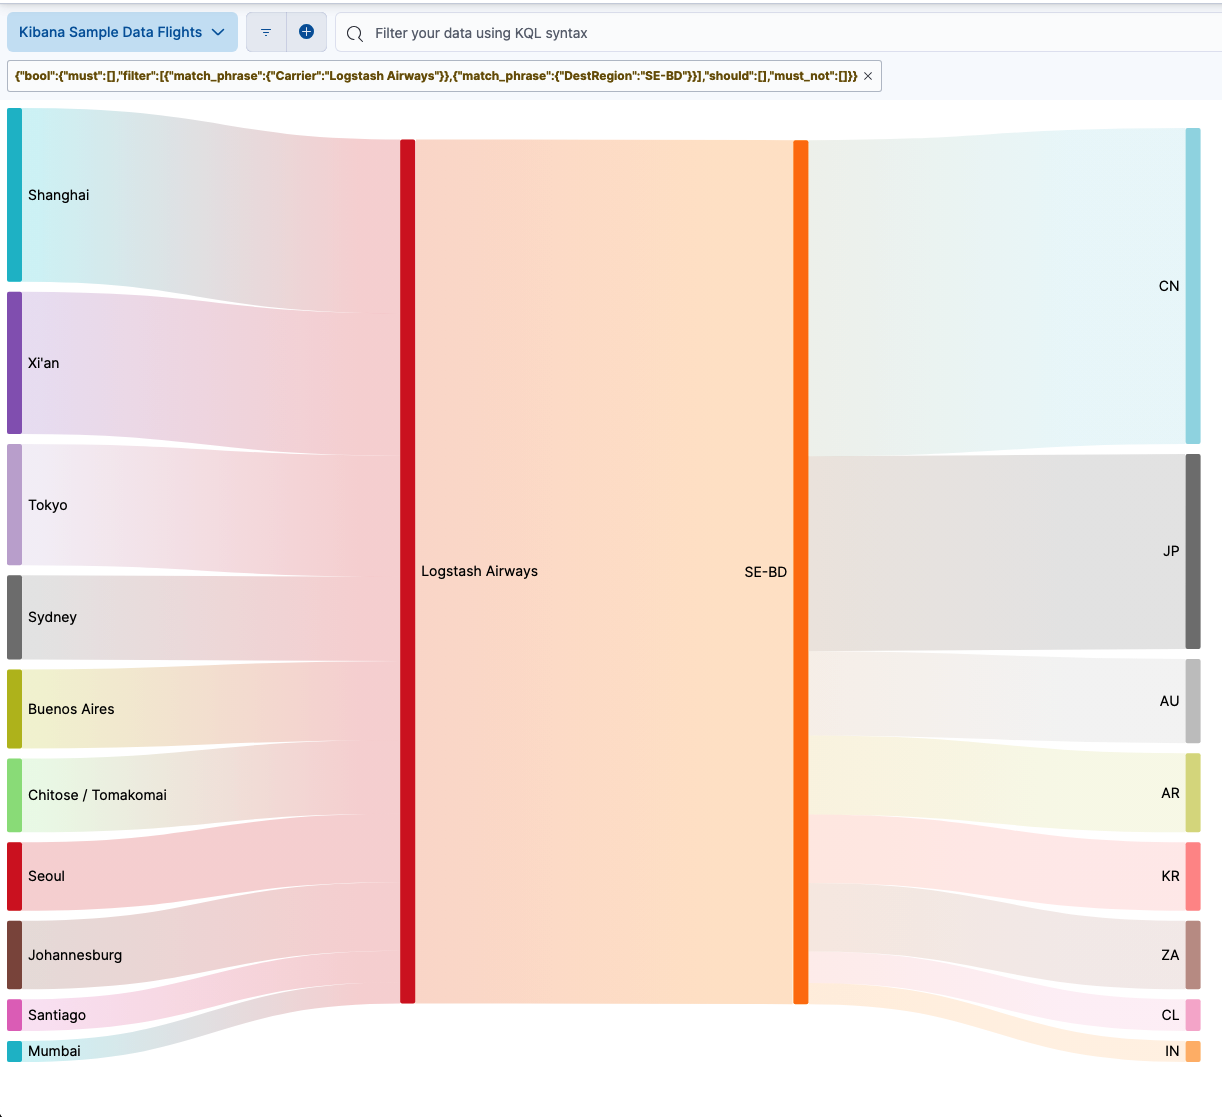 Kibana Sample Data Flights
Filter your data using KQL syntax
{"bool":{"must":[],"filter":[{"match_phrase":{"Carrier":"Logstash Airways"}},{"match_phrase":{"DestRegion":"SE-BD"}}],"should":[],"must_not":[]}} ×
Shanghai
CN
Xi'an
Tokyo
JP
Logstash Airways
SE-BD
Sydney
AU
Buenos Aires
AR
Chitose / Tomakomai
Seoul
KR
Johannesburg
ZA
Santiago
CL
Mumbai
IN